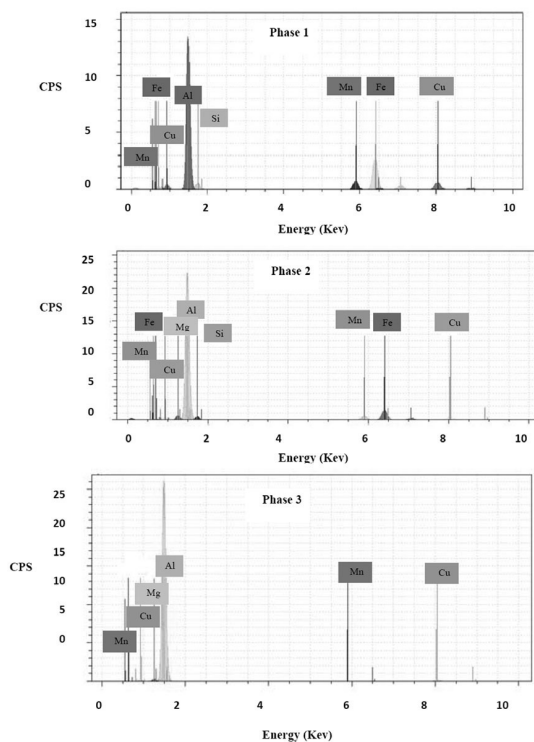 Phase 1
CPS
15
10
5
0
Fe
Al
Si
Cu
Mn
Mn
Fe
Cu
0
2
4
6
8
10
Energy (Kev)
Phase 2
CPS
25
20
15
10
5
0
Al
Fe
Mg
Si
Mn
Cu
Mn
Fe
Cu
0
2
4
6
8
10
Energy (Kev)
Phase 3
CPS
25
20
15
10
5
0
Al
Mg
Cu
Mn
Mn
Cu
0
2
4
6
8
10
Energy (Kev)